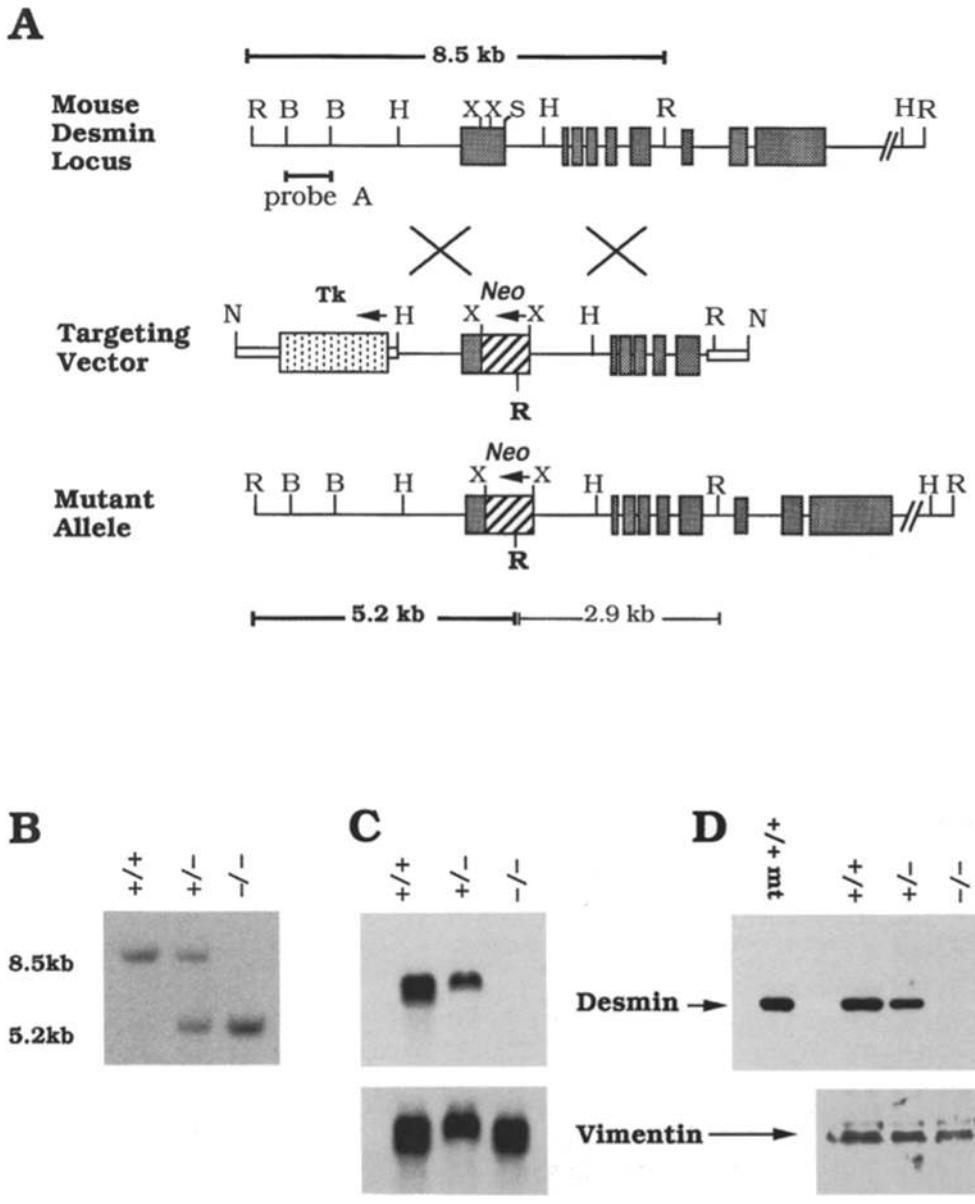 A
8.5 kb
Mouse
Desmin
Locus
R B B H X X S H R H R
probe A
Targeting
Vector
N Tk H X Neo X H R N
R
Mutant
Allele
R B B H X Neo X H R H R
R
5.2 kb 2.9 kb
B
+/+ +/- -/-
8.5kb
5.2kb
C
+/+ +/- -/-
D
+/+ mt +/+ +/- -/-
Desmin
Vimentin